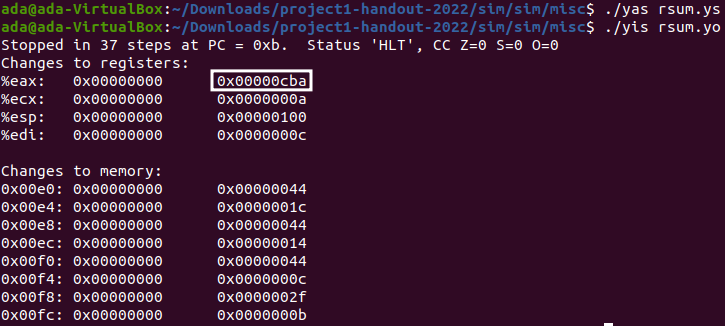 ada@ada-VirtualBox:~/Downloads/project1-handout-2022/sim/sim/misc$ ./yas rsum.ys
ada@ada-VirtualBox:~/Downloads/project1-handout-2022/sim/sim/misc$ ./yis rsum.yo
Stopped in 37 steps at PC = 0xb.  Status 'HLT', CC Z=0 S=0 O=0
Changes to registers:
%eax:   0x00000000      0x00000cba
%ecx:   0x00000000      0x0000000a
%esp:   0x00000000      0x00000100
%edi:   0x00000000      0x0000000c

Changes to memory:
0x00e0: 0x00000000      0x00000044
0x00e4: 0x00000000      0x0000001c
0x00e8: 0x00000000      0x00000044
0x00ec: 0x00000000      0x00000014
0x00f0: 0x00000000      0x00000044
0x00f4: 0x00000000      0x0000000c
0x00f8: 0x00000000      0x0000002f
0x00fc: 0x00000000      0x0000000b